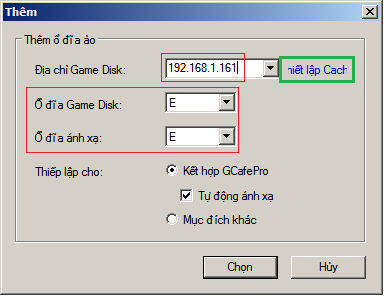 Thêm
Thêm ổ đĩa ảo
Địa chỉ Game Disk: 192.168.1.161 hiết lập Cach
Ổ đĩa Game Disk: E
Ổ đĩa ánh xạ: E
Thiếp lập cho: Kết hợp GCafePro
Tự động ánh xạ
Mục đích khác
Chọn Hủy